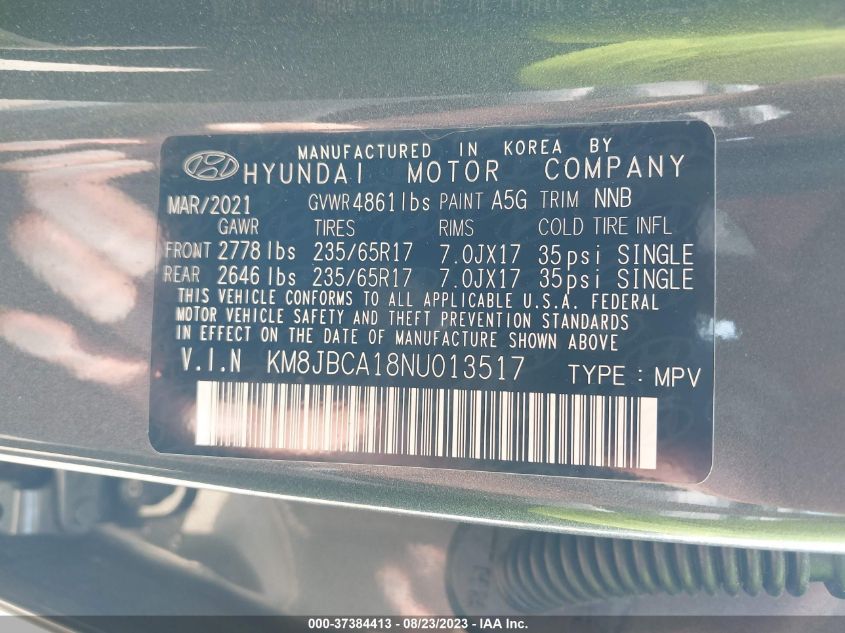 MANUFACTURED IN KOREA BY
HYUNDAI MOTOR COMPANY
MAR/2021 GVWR 4861lbs PAINT A5G TRIM NNB
GAWR TIRES RIMS COLD TIRE INFL
FRONT 2778lbs 235/65R17 7.0JX17 35psi SINGLE
REAR 2646lbs 235/65R17 7.0JX17 35psi SINGLE
THIS VEHICLE CONFORMS TO ALL APPLICABLE U.S.A. FEDERAL
MOTOR VEHICLE SAFETY AND THEFT PREVENTION STANDARDS
IN EFFECT ON THE DATE OF MANUFACTURE SHOWN ABOVE
V.I.N KM8JBCA18NU013517 TYPE : MPV
000-37384413 - 08/23/2023 - IAA Inc.